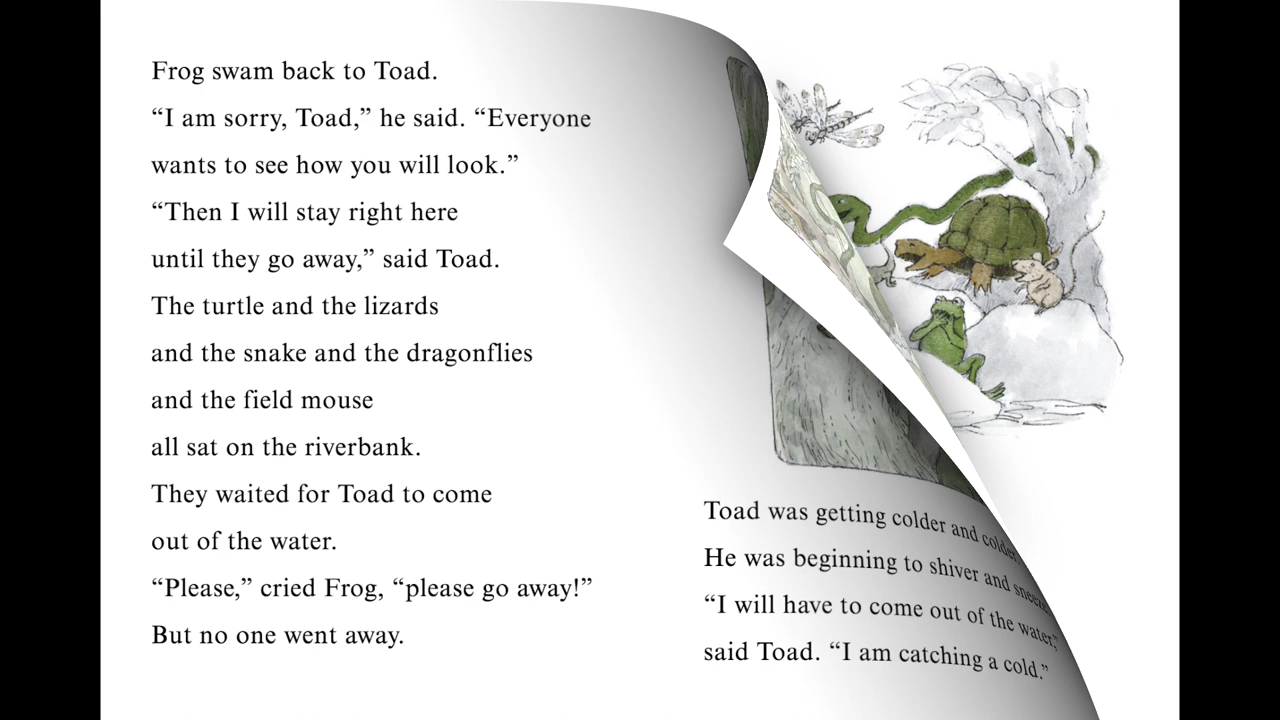 Frog swam back to Toad.
“I am sorry, Toad,” he said. “Everyone
wants to see how you will look.”
“Then I will stay right here
until they go away,” said Toad.
The turtle and the lizards
and the snake and the dragonflies
and the field mouse
all sat on the riverbank.
They waited for Toad to come
out of the water.
“Please,” cried Frog, “please go away!”
But no one went away.
Toad was getting colder and colder.
He was beginning to shiver and
“I will have to come out of the water,”
said Toad. “I am catching a cold.”